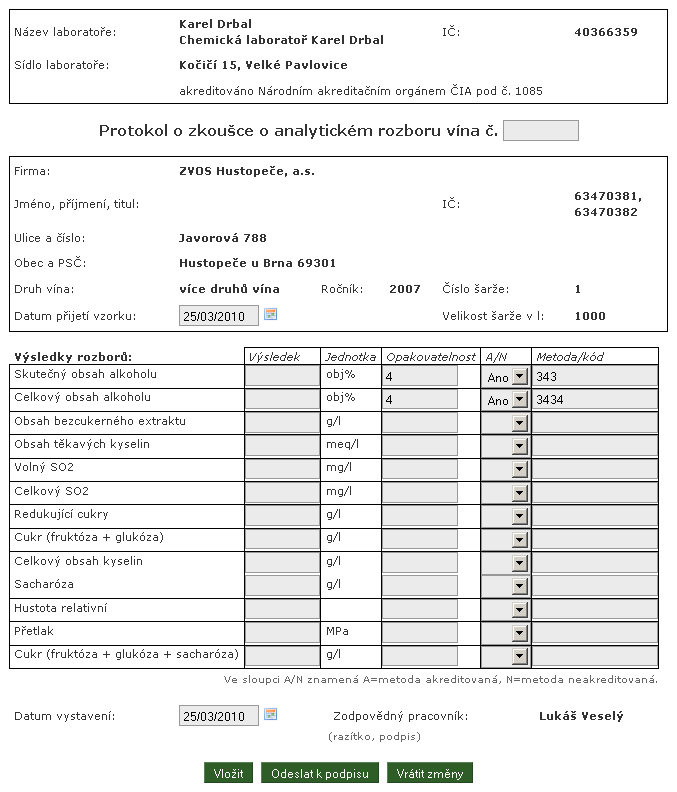 Název laboratoře: Karel Drbal IČ: 40366359
Chemická laboratoř Karel Drbal
Sídlo laboratoře: Kočičí 15, Velké Pavlovice
akreditováno Národním akreditačním orgánem ČIA pod č. 1085
Protokol o zkoušce o analytickém rozboru vína č.
Firma: ZVOS Hustopeče, a.s.
Jméno, příjmení, titul: IČ: 63470381,
63470382
Ulice a číslo: Javorová 788
Obec a PSČ: Hustopeče u Brna 69301
Druh vína: více druhů vína Ročník: 2007 Číslo šarže: 1
Datum přijetí vzorku: 25/03/2010 Velikost šarže v l: 1000
Výsledky rozborů: Výsledek Jednotka Opakovatelnost A/N Metoda/kód
Skutečný obsah alkoholu obj% 4 Ano 343
Celkový obsah alkoholu obj% 4 Ano 3434
Obsah bezcukerného extraktu g/l
Obsah těkavých kyselin meq/l
Volný SO2 mg/l
Celkový SO2 mg/l
Redukující cukry g/l
Cukr (fruktóza + glukóza) g/l
Celkový obsah kyselin g/l
Sacharóza g/l
Hustota relativní
Přetlak MPa
Cukr (fruktóza + glukóza + sacharóza) g/l
Ve sloupci A/N znamená A=metoda akreditovaná, N=metoda neakreditovaná.
Datum vystavení: 25/03/2010 Zodpovědný pracovník: Lukáš Veselý
(razítko, podpis)
Vložit Odeslat k podpisu Vrátit změny